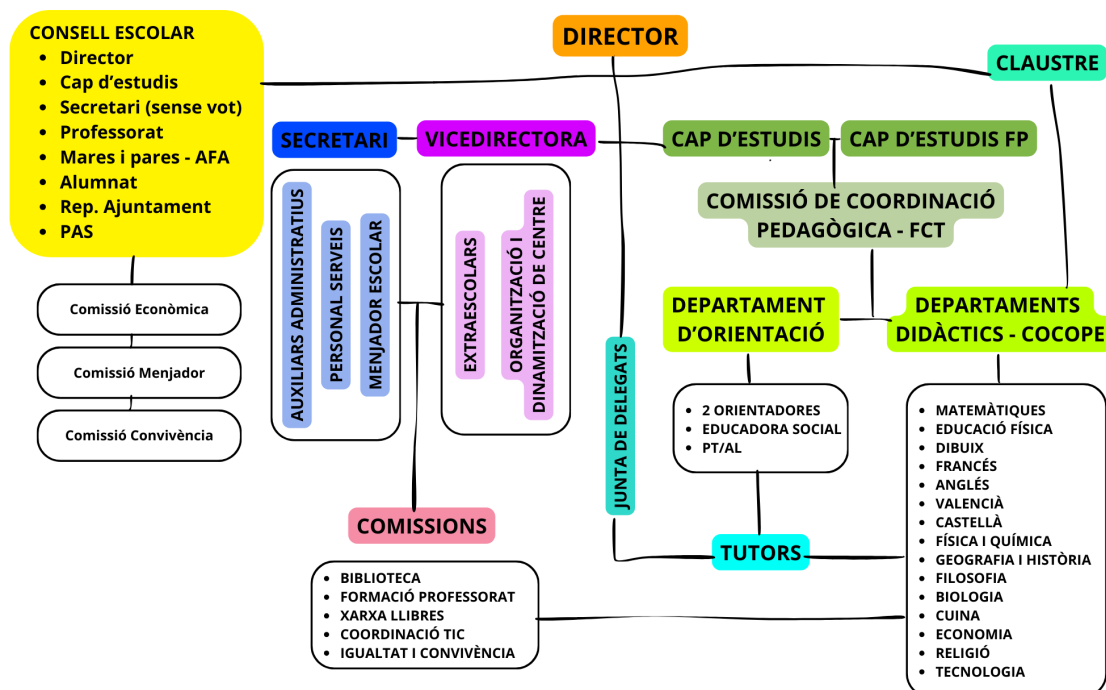 CONSELL ESCOLAR
• Director
• Cap d'estudis
• Secretari (sense vot)
• Professorat
• Mares i pares - AFA
• Alumnat
• Rep. Ajuntament
• PAS
Comissió Econòmica
Comissió Menjador
Comissió Convivència
DIRECTOR
CLAUSTRE
SECRETARI
VICEDIRECTORA
CAP D'ESTUDIS
CAP D'ESTUDIS FP
COMISSIÓ DE COORDINACIÓ
PEDAGÒGICA - FCT
AUXILIARS ADMINISTRATIUS
PERSONAL SERVEIS
MENJADOR ESCOLAR
EXTRAESCOLARS
ORGANITZACIÓ I
DINAMITZACIÓ DE CENTRE
JUNTA DE DELEGATS
DEPARTAMENT
D'ORIENTACIÓ
DEPARTAMENTS
DIDÀCTICS - COCOPE
• 2 ORIENTADORES
• EDUCADORA SOCIAL
• PT/AL
• MATEMÀTIQUES
• EDUCACIÓ FÍSICA
• DIBUIX
• FRANCÉS
• ANGLÉS
• VALENCIÀ
• CASTELLÀ
• FÍSICA I QUÍMICA
• GEOGRAFIA I HISTÒRIA
• FILOSOFIA
• BIOLOGIA
• CUINA
• ECONOMIA
• RELIGIÓ
• TECNOLOGIA
TUTORS
COMISSIONS
• BIBLIOTECA
• FORMACIÓ PROFESSORAT
• XARXA LLIBRES
• COORDINACIÓ TIC
• IGUALTAT I CONVIVÈNCIA